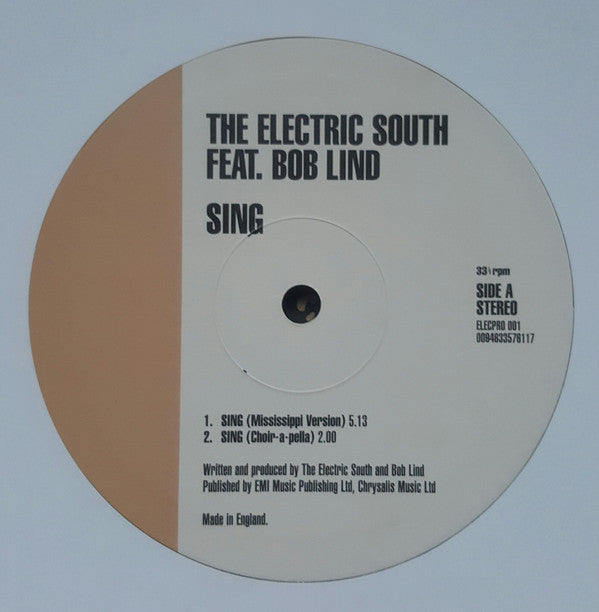 THE ELECTRIC SOUTH
FEAT. BOB LIND
SING
33⅓ rpm
SIDE A
STEREO
ELECPRO 001
0094633578117
1. SING (Mississippi Version) 5.13
2. SING (Choir-a-pella) 2.00
Written and produced by The Electric South and Bob Lind
Published by EMI Music Publishing Ltd, Chrysalis Music Ltd
Made in England.